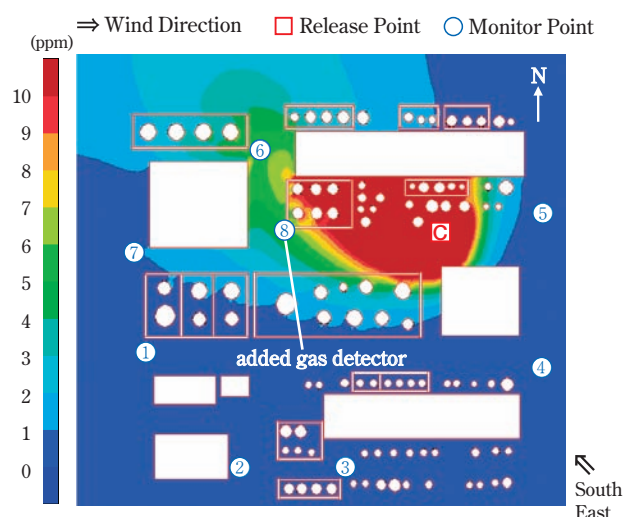 ⇒ Wind Direction □ Release Point ○ Monitor Point
(ppm)
10
9
8
7
6
5
4
3
2
1
0
N
⑥
C
⑤
⑧
⑦
①
added gas detector
④
②
③
South
East